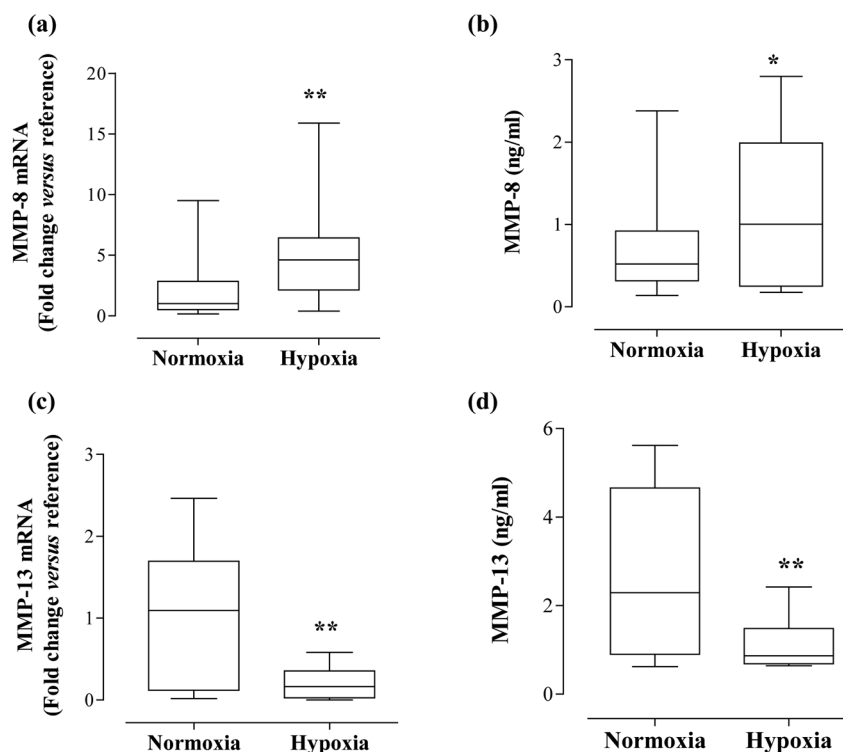 (a)
MMP-8 mRNA
(Fold change versus reference)
20
15
10
5
0
**
Normoxia Hypoxia
(b)
MMP-8 (ng/ml)
3
2
1
0
*
Normoxia Hypoxia
(c)
MMP-13 mRNA
(Fold change versus reference)
3
2
1
0
**
Normoxia Hypoxia
(d)
MMP-13 (ng/ml)
6
4
2
0
**
Normoxia Hypoxia